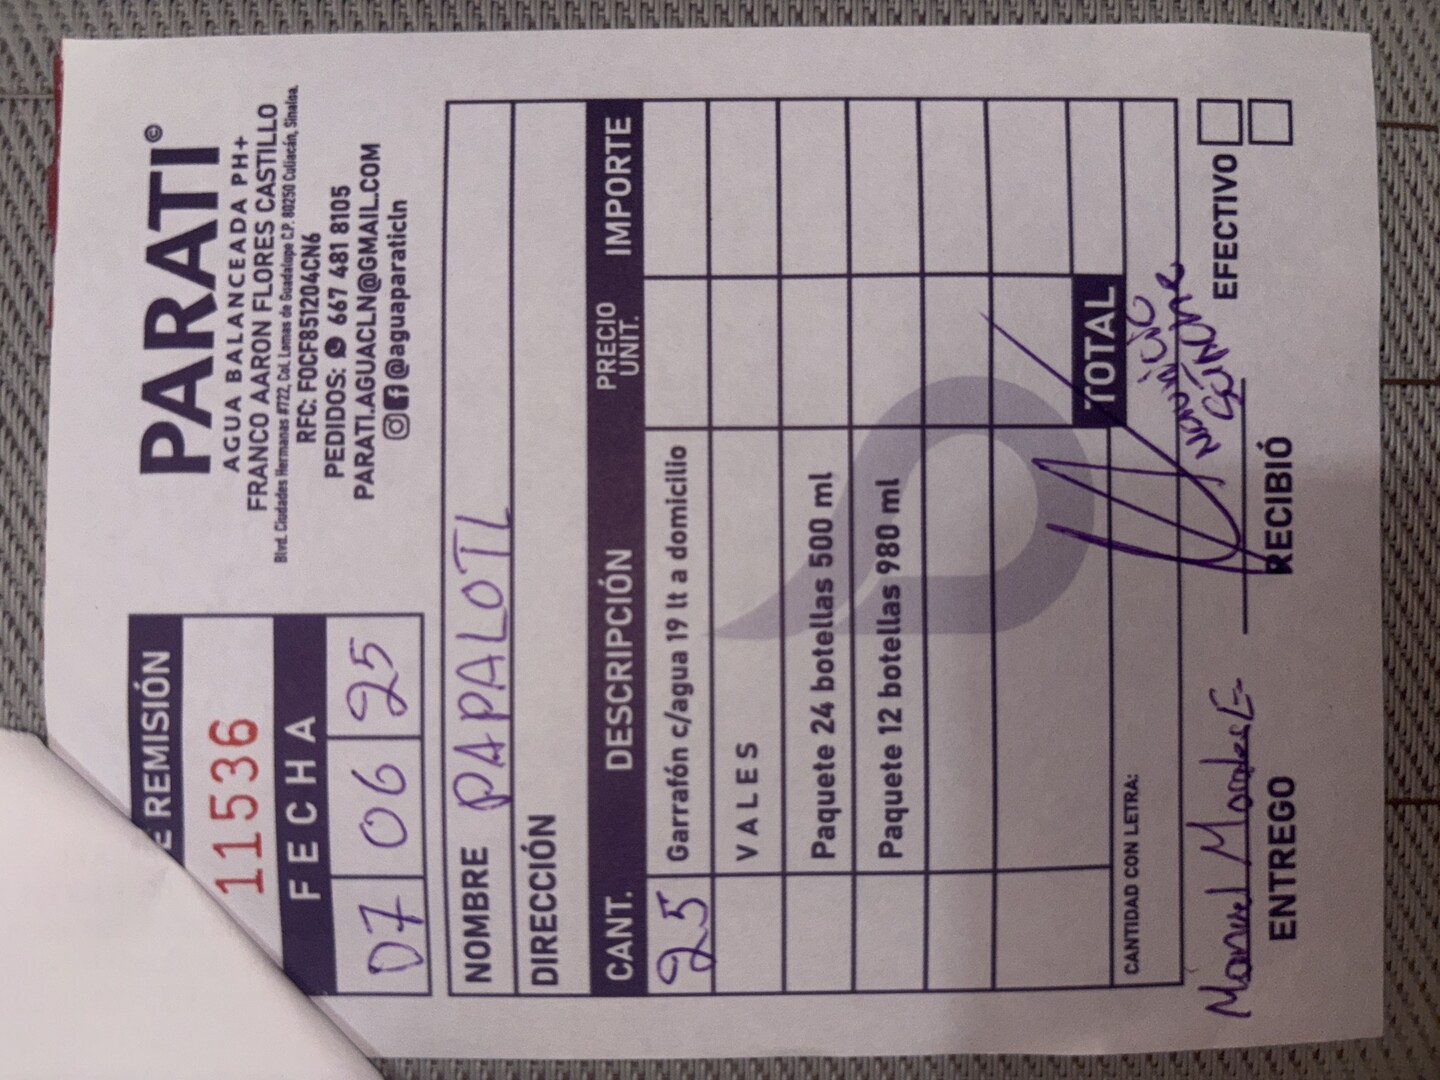 PARATI©
AGUA BALANCEADA PH+
FRANCO AARON FLORES CASTILLO
Blvd. Ciudades Hermanas #722, Col. Lomas de Guadalupe C.P. 80250 Culiacán, Sinaloa.
RFC: FOCF851204CN6
PEDIDOS: 667 481 8105
PARATI.AGUACLN@GMAIL.COM
@aguaparaticln
E REMISIÓN
11536
FECHA
07 06 25
NOMBRE PAPALOTL
DIRECCIÓN
CANT. DESCRIPCIÓN PRECIO UNIT. IMPORTE
25 Garrafón c/agua 19 lt a domicilio
VALES
Paquete 24 botellas 500 ml
Paquete 12 botellas 980 ml
TOTAL
CANTIDAD CON LETRA:
Manuel Morales E
ENTREGO
RECIBIÓ
EFECTIVO